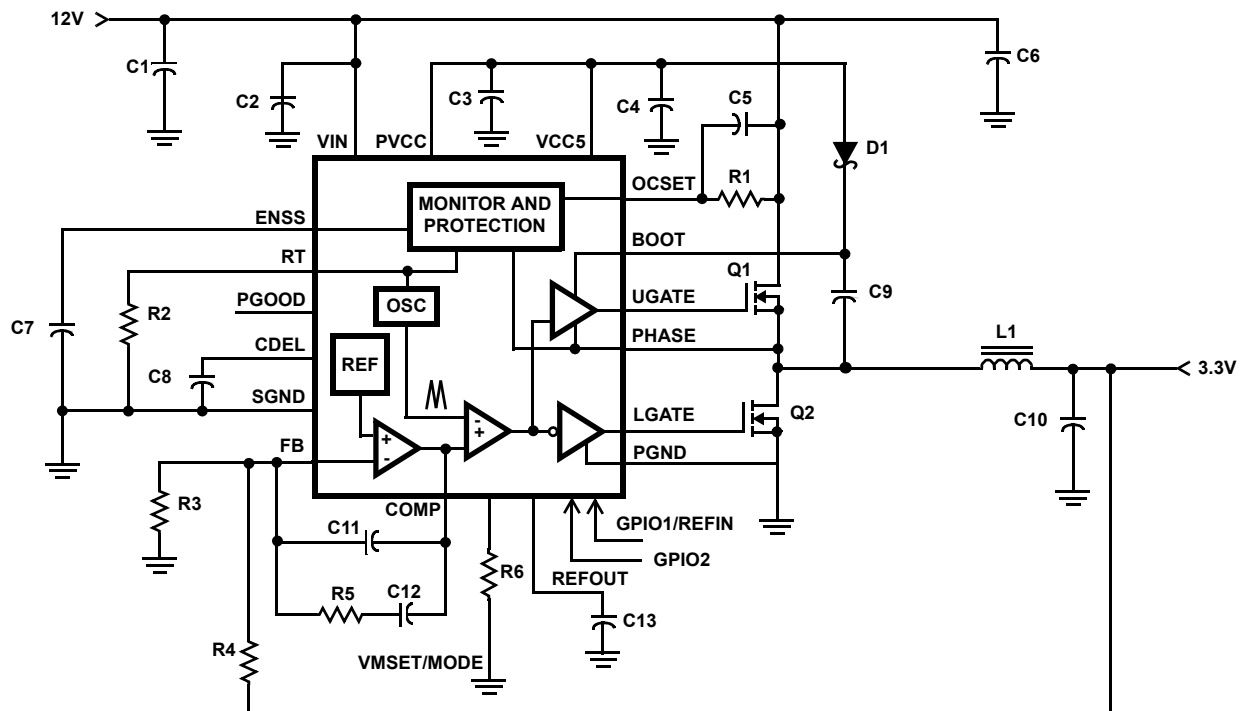 12V
C1
C2
C3
C4
C5
C6
VIN
PVCC
VCC5
D1
OCSET
R1
MONITOR AND
PROTECTION
ENSS
BOOT
RT
Q1
C9
PGOOD
OSC
UGATE
C7
R2
CDEL
REF
PHASE
L1
C8
3.3V
SGND
LGATE
Q2
C10
-
+
FB
+
-
PGND
R3
COMP
C11
GPIO1/REFIN
R6
GPIO2
REFOUT
R5
C12
C13
R4
VMSET/MODE